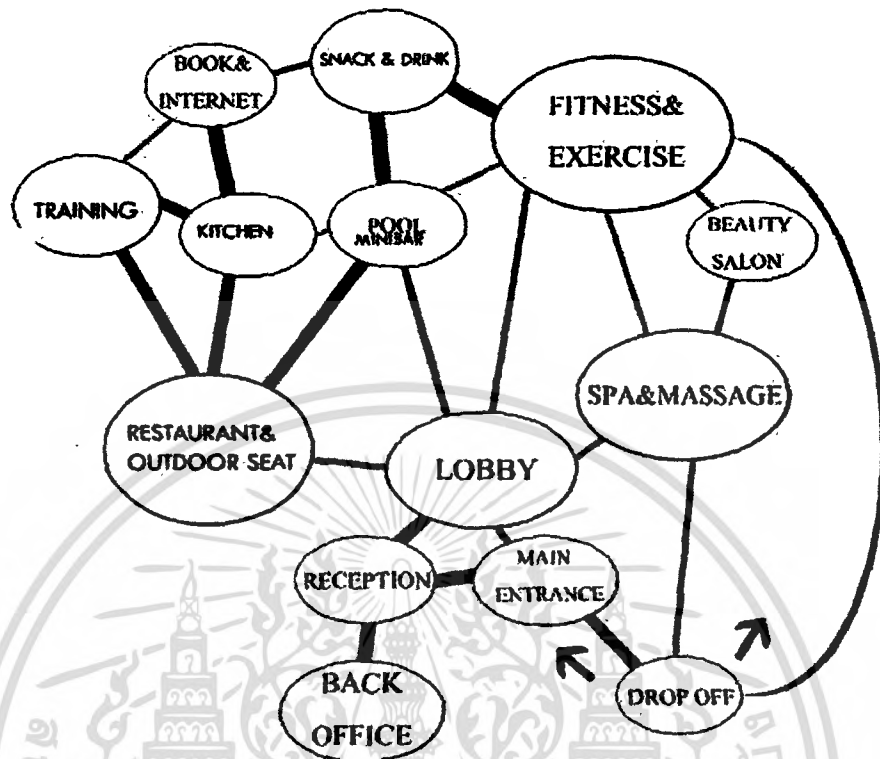 BOOK&
INTERNET
SNACK & DRINK
FITNESS&
EXERCISE
TRAINING
KITCHEN
POOL
MINIBAR
BEAUTY
SALON
SPA&MASSAGE
RESTAURANT&
OUTDOOR SEAT
LOBBY
RECEPTION
MAIN
ENTRANCE
BACK
OFFICE
DROP OFF